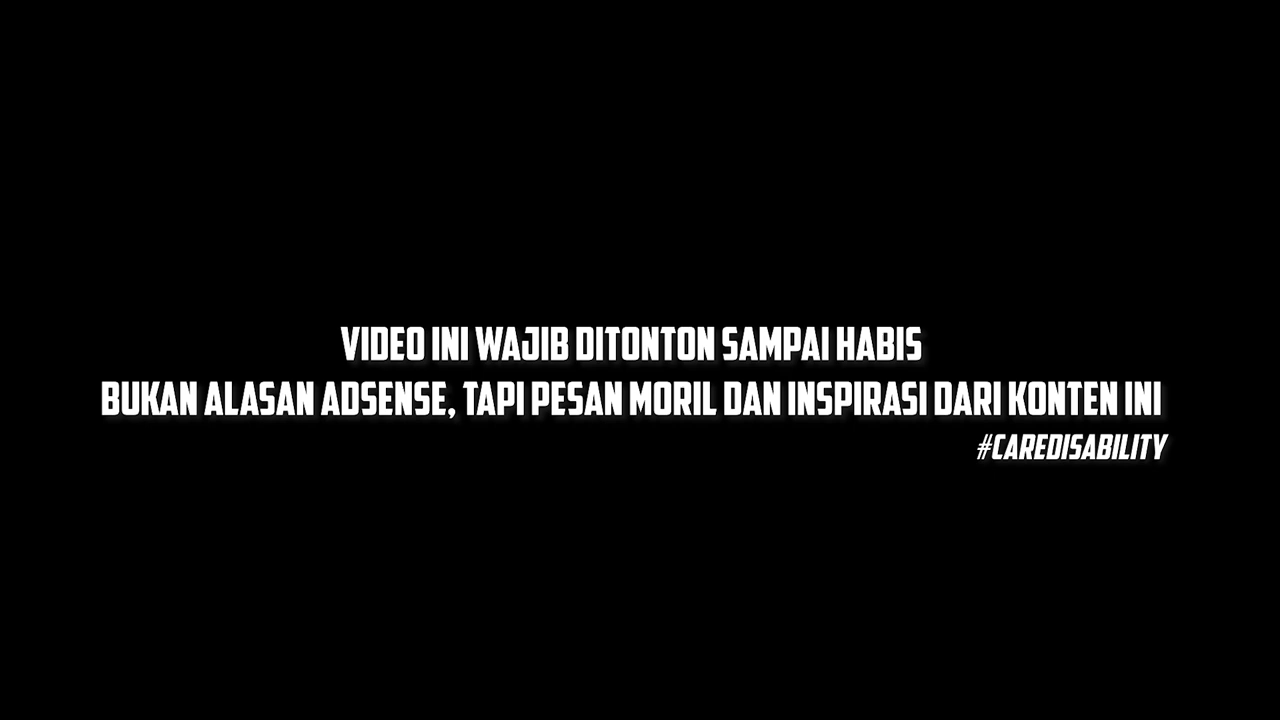 VIDEO INI WAJIB DITONTON SAMPAI HABIS
BUKAN ALASAN ADSENSE, TAPI PESAN MORIL DAN INSPIRASI DARI KONTEN INI
#CAREDISABILITY